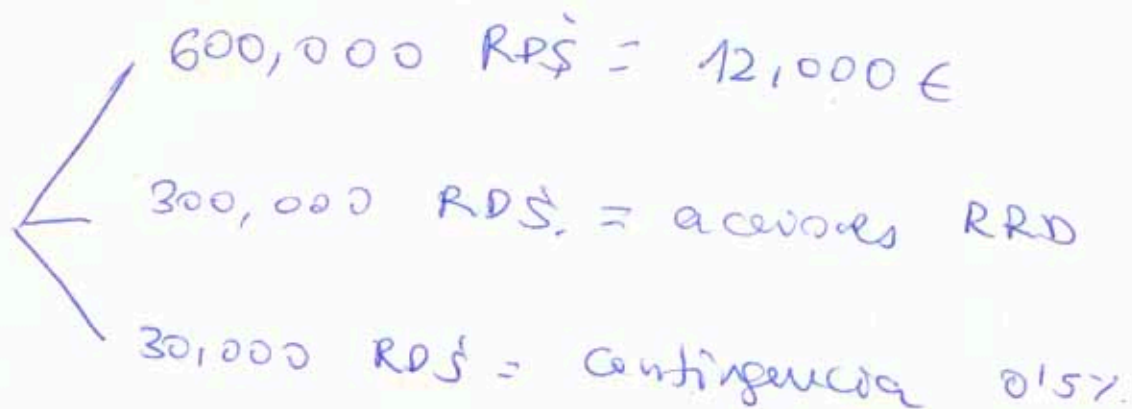 600,000 RD$ = 12,000 €
300,000 RD$. = acciones RRD
30,000 RD$ = Contingencia 0'5%.